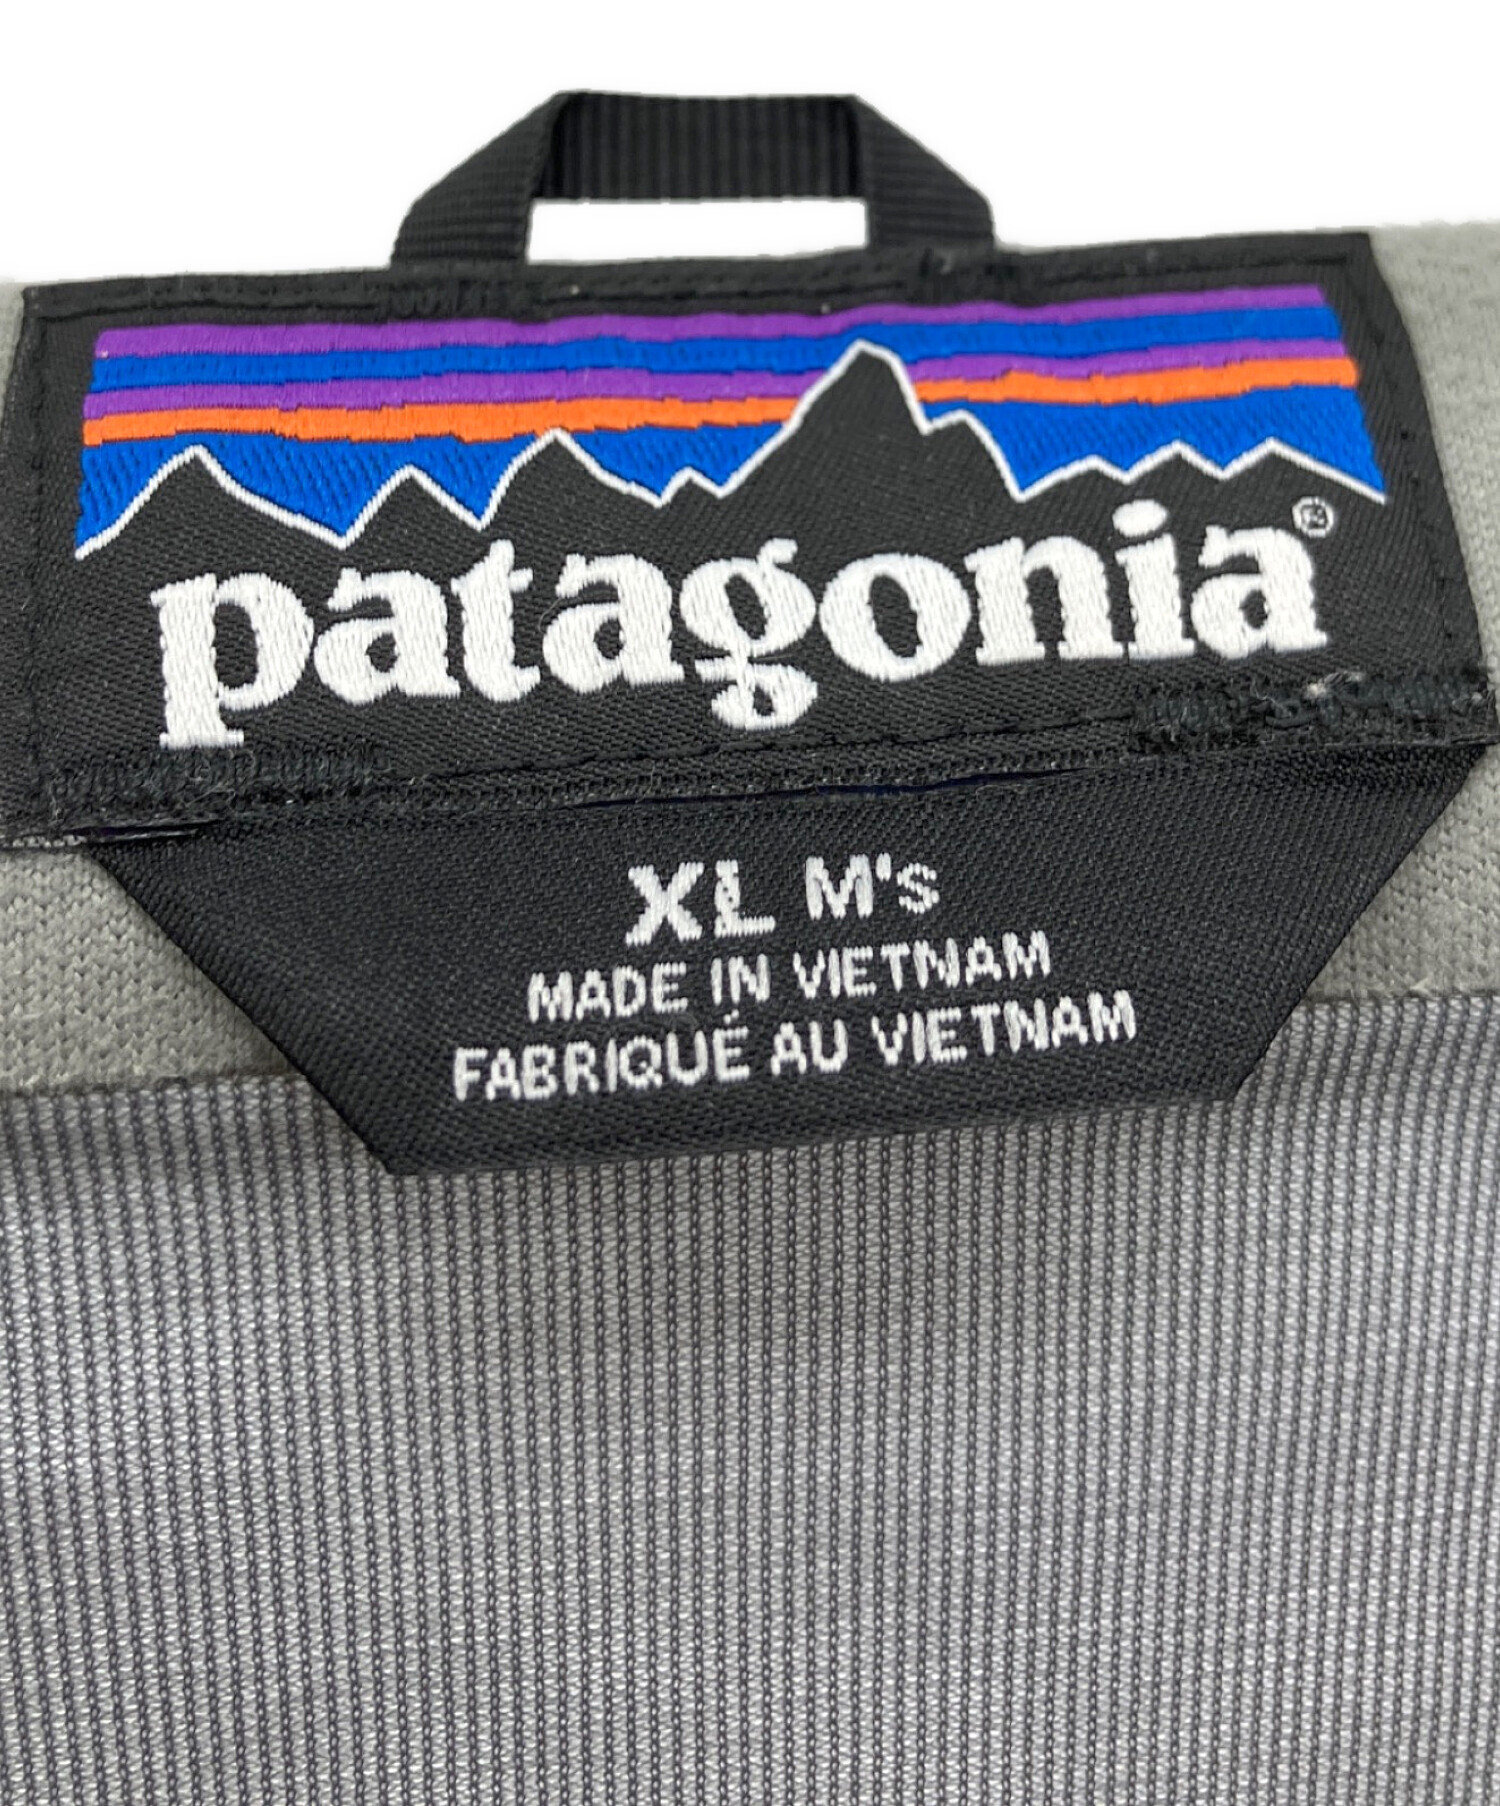 patagonia®
XL M's
MADE IN VIETNAM
FABRIQUÉ AU VIETNAM